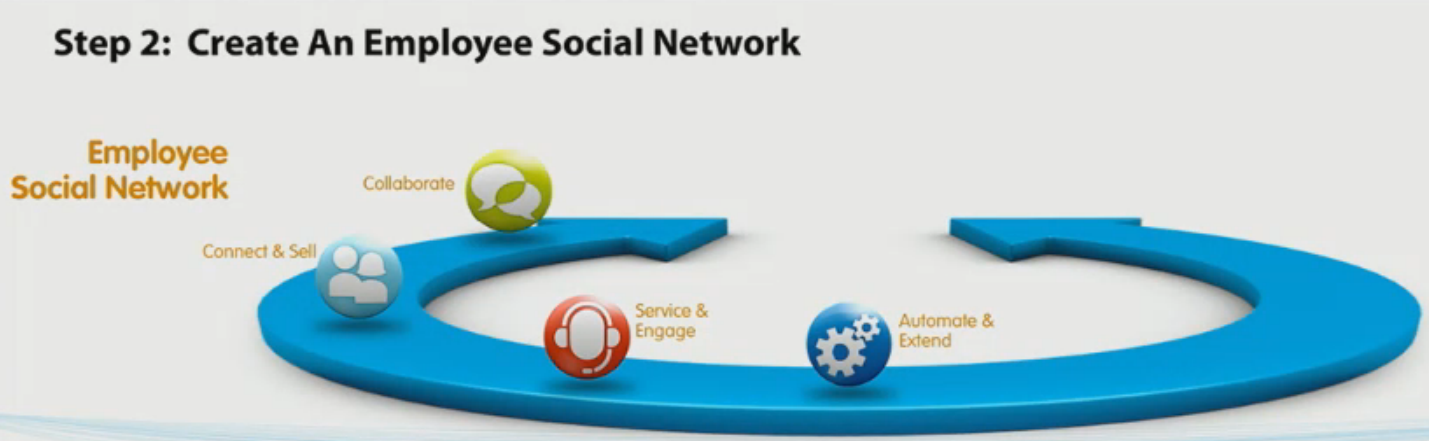 Step 2: Create An Employee Social Network
Employee
Social Network
Collaborate
Connect & Sell
Service &
Engage
Automate &
Extend